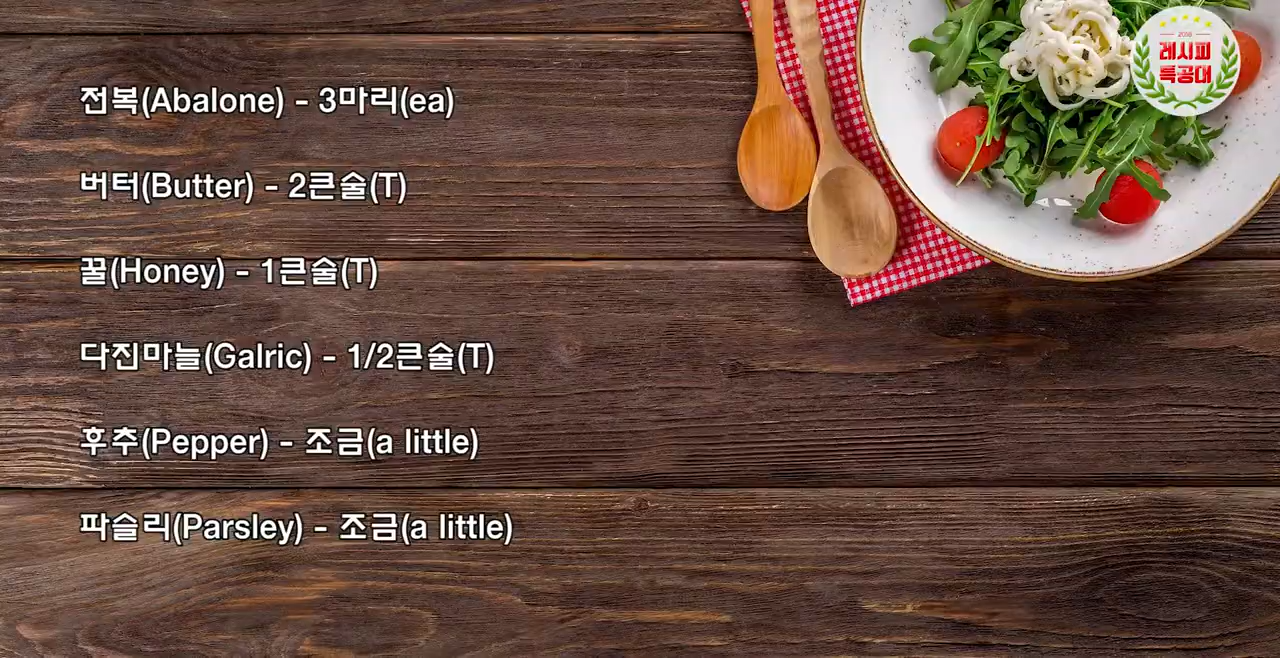 전복(Abalone) - 3마리(ea)
버터(Butter) - 2큰술(T)
꿀(Honey) - 1큰술(T)
다진마늘(Galric) - 1/2큰술(T)
후추(Pepper) - 조금(a little)
파슬리(Parsley) - 조금(a little)
레시피
특공대